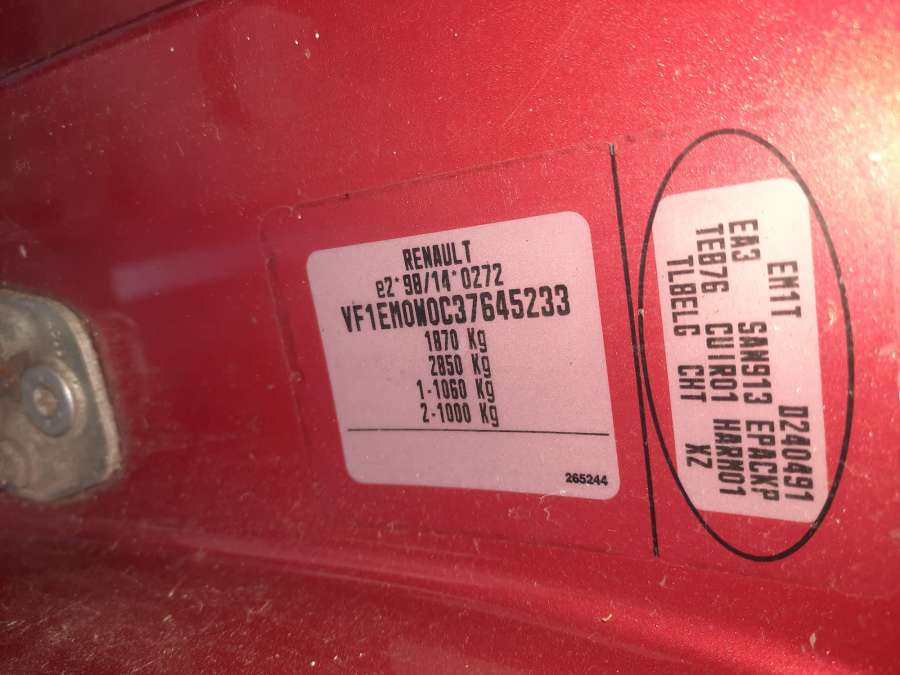 RENAULT
e2*98/14*0272
VF1EM0W0C37645233
1870 Kg
2850 Kg
1-1060 Kg
2-1000 Kg
265244
EM1T D240491
EA3 SAN913 EPACKP
TEB76 CUIR01 HARM01
TLBELG CHT XZ